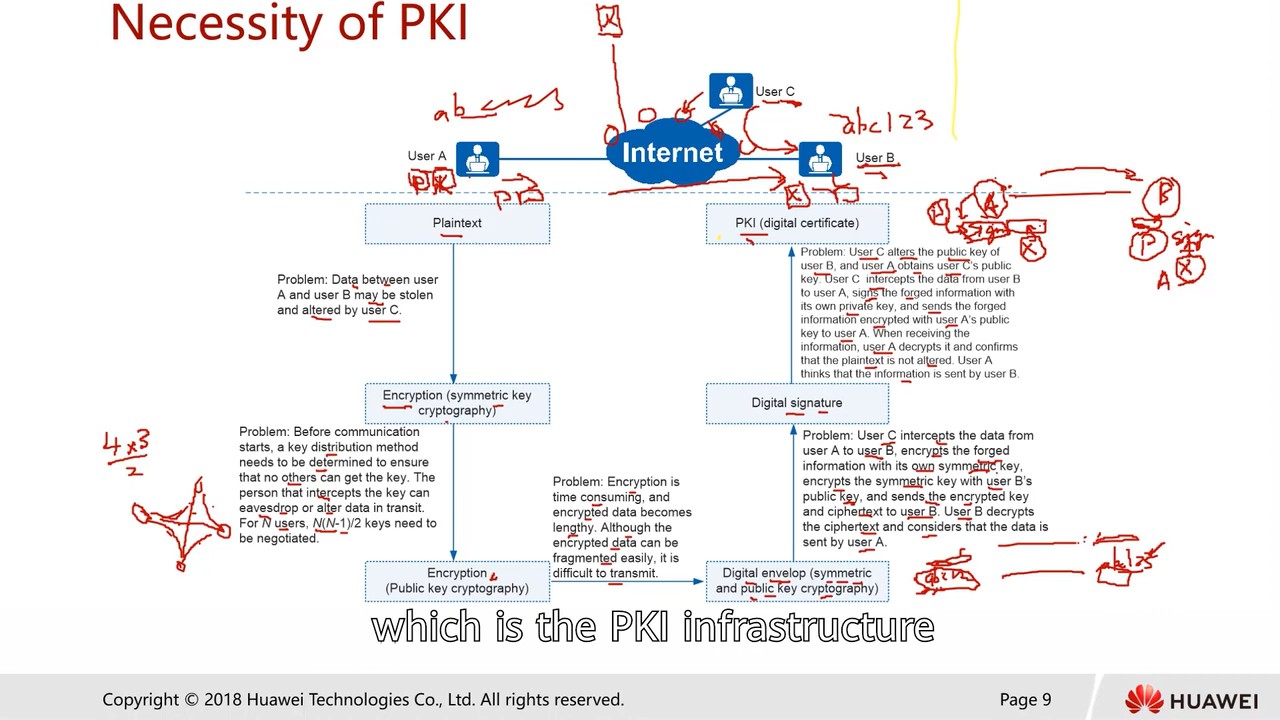 Necessity of PKI
User C
ab
abc123
Internet
User A
User B
P K
P
K
A
B
P
sign
K
P
sign
A K
Plaintext
PKI (digital certificate)
Problem: Data between user
A and user B may be stolen
and altered by user C.
Problem: User C alters the public key of
user B, and user A obtains user C's public
key. User C intercepts the data from user B
to user A, signs the forged information with
its own private key, and sends the forged
information encrypted with user A's public
key to user A. When receiving the
information, user A decrypts it and confirms
that the plaintext is not altered. User A
thinks that the information is sent by user B.
Encryption (symmetric key
cryptography)
Digital signature
4x3
2
Problem: Before communication
starts, a key distribution method
needs to be determined to ensure
that no others can get the key. The
person that intercepts the key can
eavesdrop or alter data in transit.
For N users, N(N-1)/2 keys need to
be negotiated.
Problem: Encryption is
time consuming, and
encrypted data becomes
lengthy. Although the
encrypted data can be
fragmented easily, it is
difficult to transmit.
Problem: User C intercepts the data from
user A to user B, encrypts the forged
information with its own symmetric key,
encrypts the symmetric key with user B's
public key, and sends the encrypted key
and ciphertext to user B. User B decrypts
the ciphertext and considers that the data is
sent by user A.
Encryption
(Public key cryptography)
Digital envelop (symmetric
and public key cryptography)
abc123
which is the PKI infrastructure
Copyright © 2018 Huawei Technologies Co., Ltd. All rights reserved.
Page 9
HUAWEI